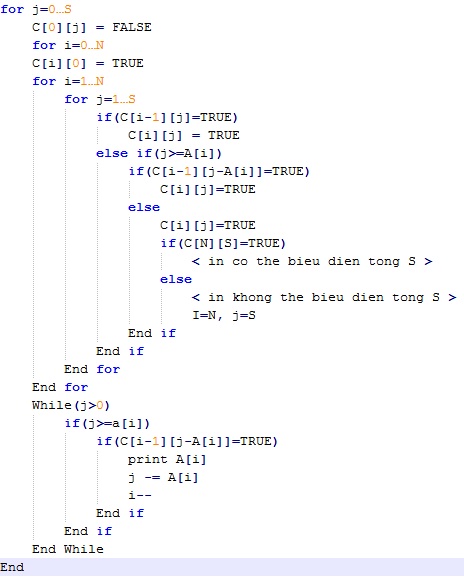 for j=0…S
    C[0][j] = FALSE
    for i=0…N
    C[i][0] = TRUE
    for i=1…N
        for j=1…S
            if(C[i-1][j]=TRUE)
                C[i][j] = TRUE
            else if(j>=A[i])
                if(C[i-1][j-A[i]]=TRUE)
                    C[i][j]=TRUE
                else
                    C[i][j]=TRUE
                    if(C[N][S]=TRUE)
                        < in co the bieu dien tong S >
                    else
                        < in khong the bieu dien tong S >
                        I=N, j=S
                End if
            End if
        End for
    End for
    While(j>0)
        if(j>=a[i])
            if(C[i-1][j-A[i]]=TRUE)
                print A[i]
                j -= A[i]
                i--
            End if
        End if
    End While
End